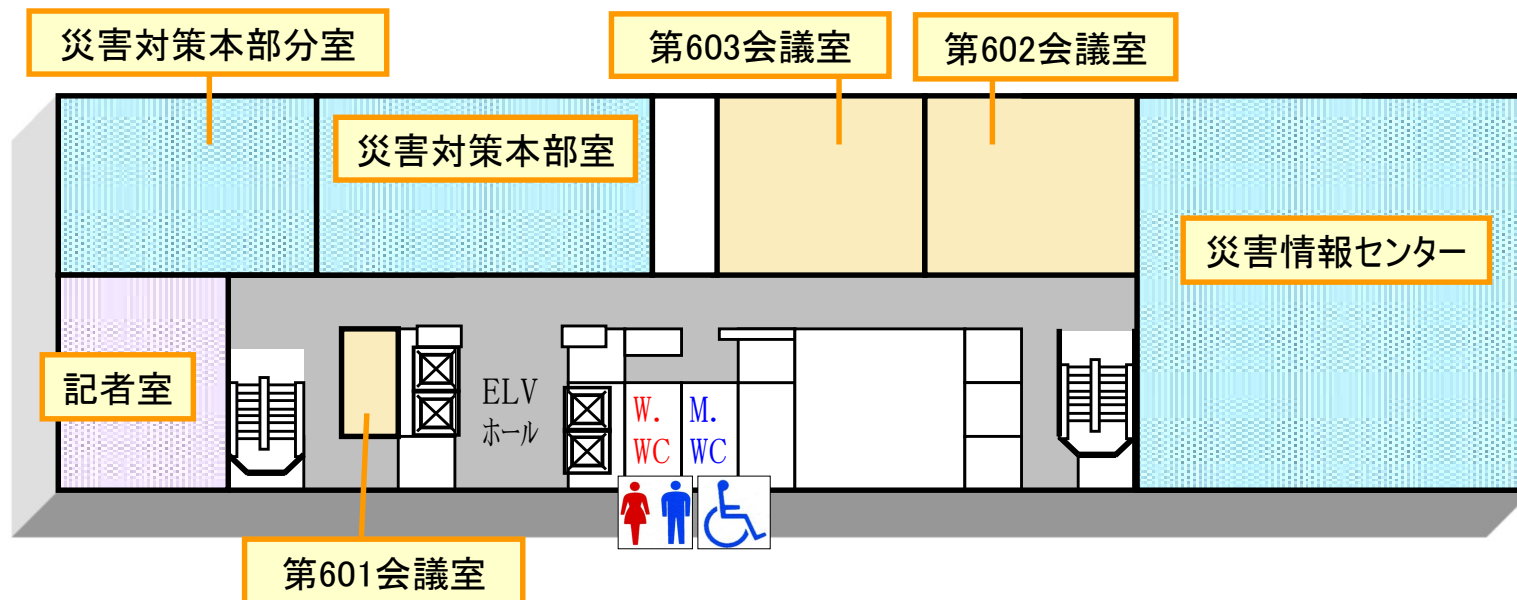 災害対策本部分室
第603会議室
第602会議室
災害対策本部室
災害情報センター
記者室
ELV
ホール
W.
WC
M.
WC
第601会議室